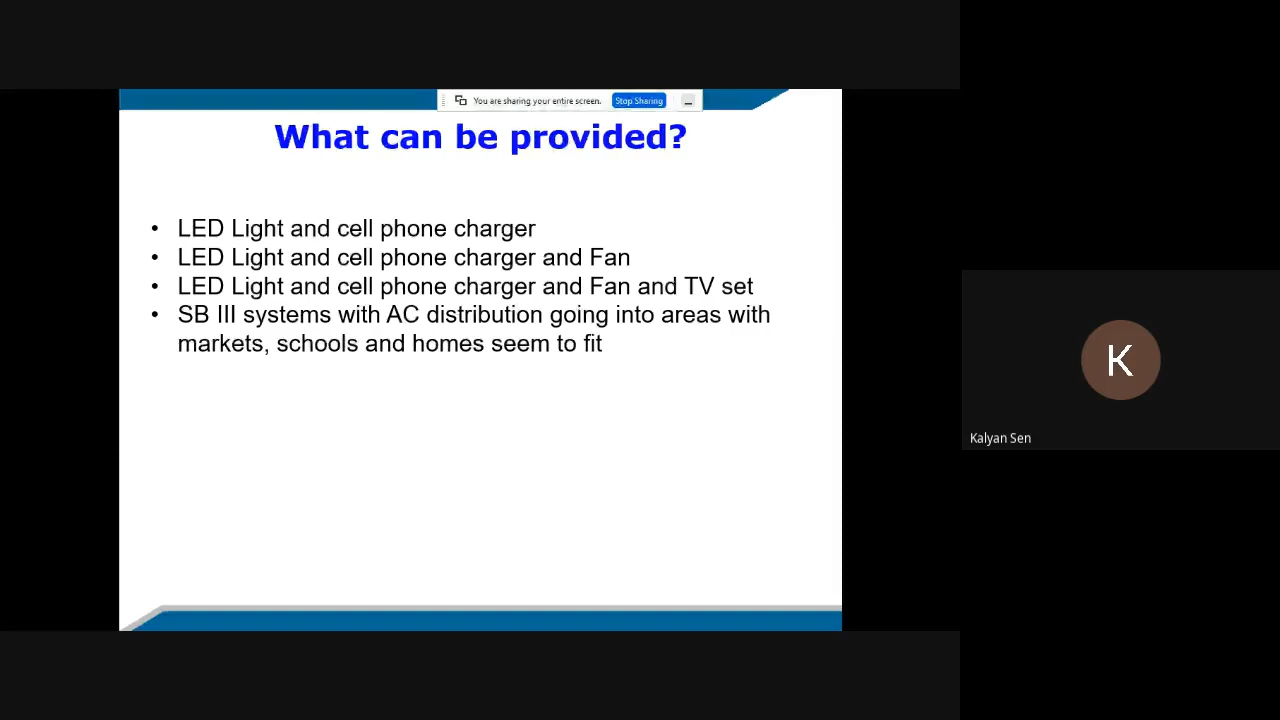 You are sharing your entire screen. Stop Sharing
What can be provided?
• LED Light and cell phone charger
• LED Light and cell phone charger and Fan
• LED Light and cell phone charger and Fan and TV set
• SB III systems with AC distribution going into areas with
markets, schools and homes seem to fit
K
Kalyan Sen